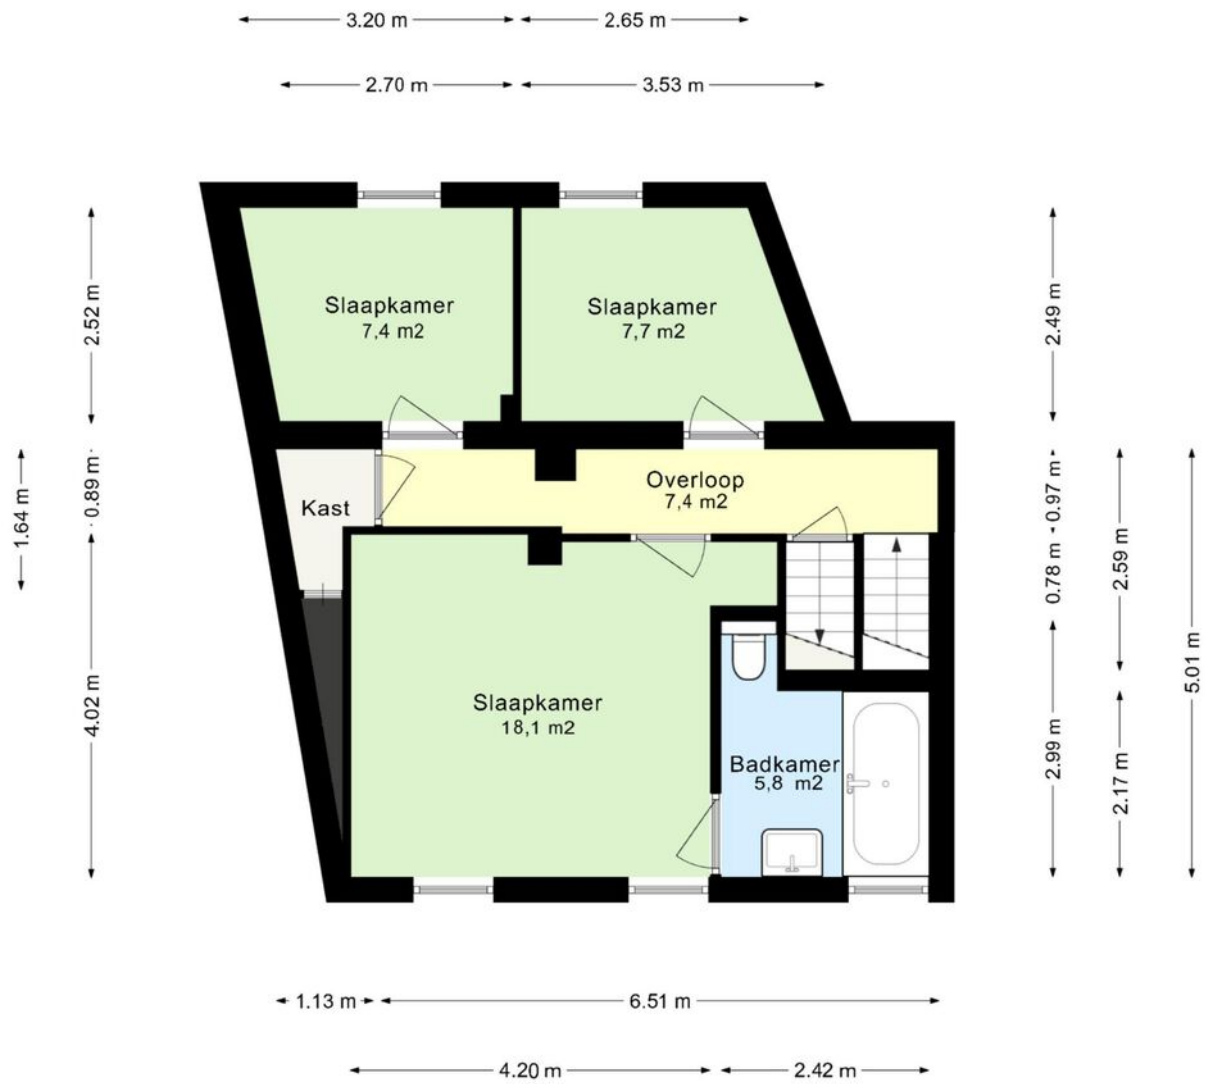 3.20 m
2.65 m
2.70 m
3.53 m
2.52 m
0.89 m
1.64 m
4.02 m
Slaapkamer
7,4 m2
Slaapkamer
7,7 m2
Overloop
7,4 m2
Kast
Slaapkamer
18,1 m2
Badkamer
5,8 m2
2.49 m
0.97 m
0.78 m
2.59 m
5.01 m
2.99 m
2.17 m
1.13 m
6.51 m
4.20 m
2.42 m